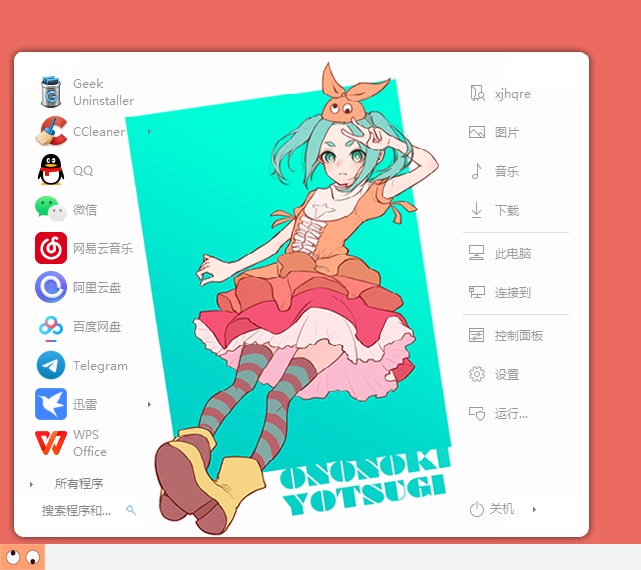 Geek
Uninstaller
CCleaner
QQ
微信
网易云音乐
阿里云盘
百度网盘
Telegram
迅雷
WPS
Office
所有程序
搜索程序和...
ONONOKI
YOTSUGI
xjhqre
图片
音乐
下载
此电脑
连接到
控制面板
设置
运行...
关机